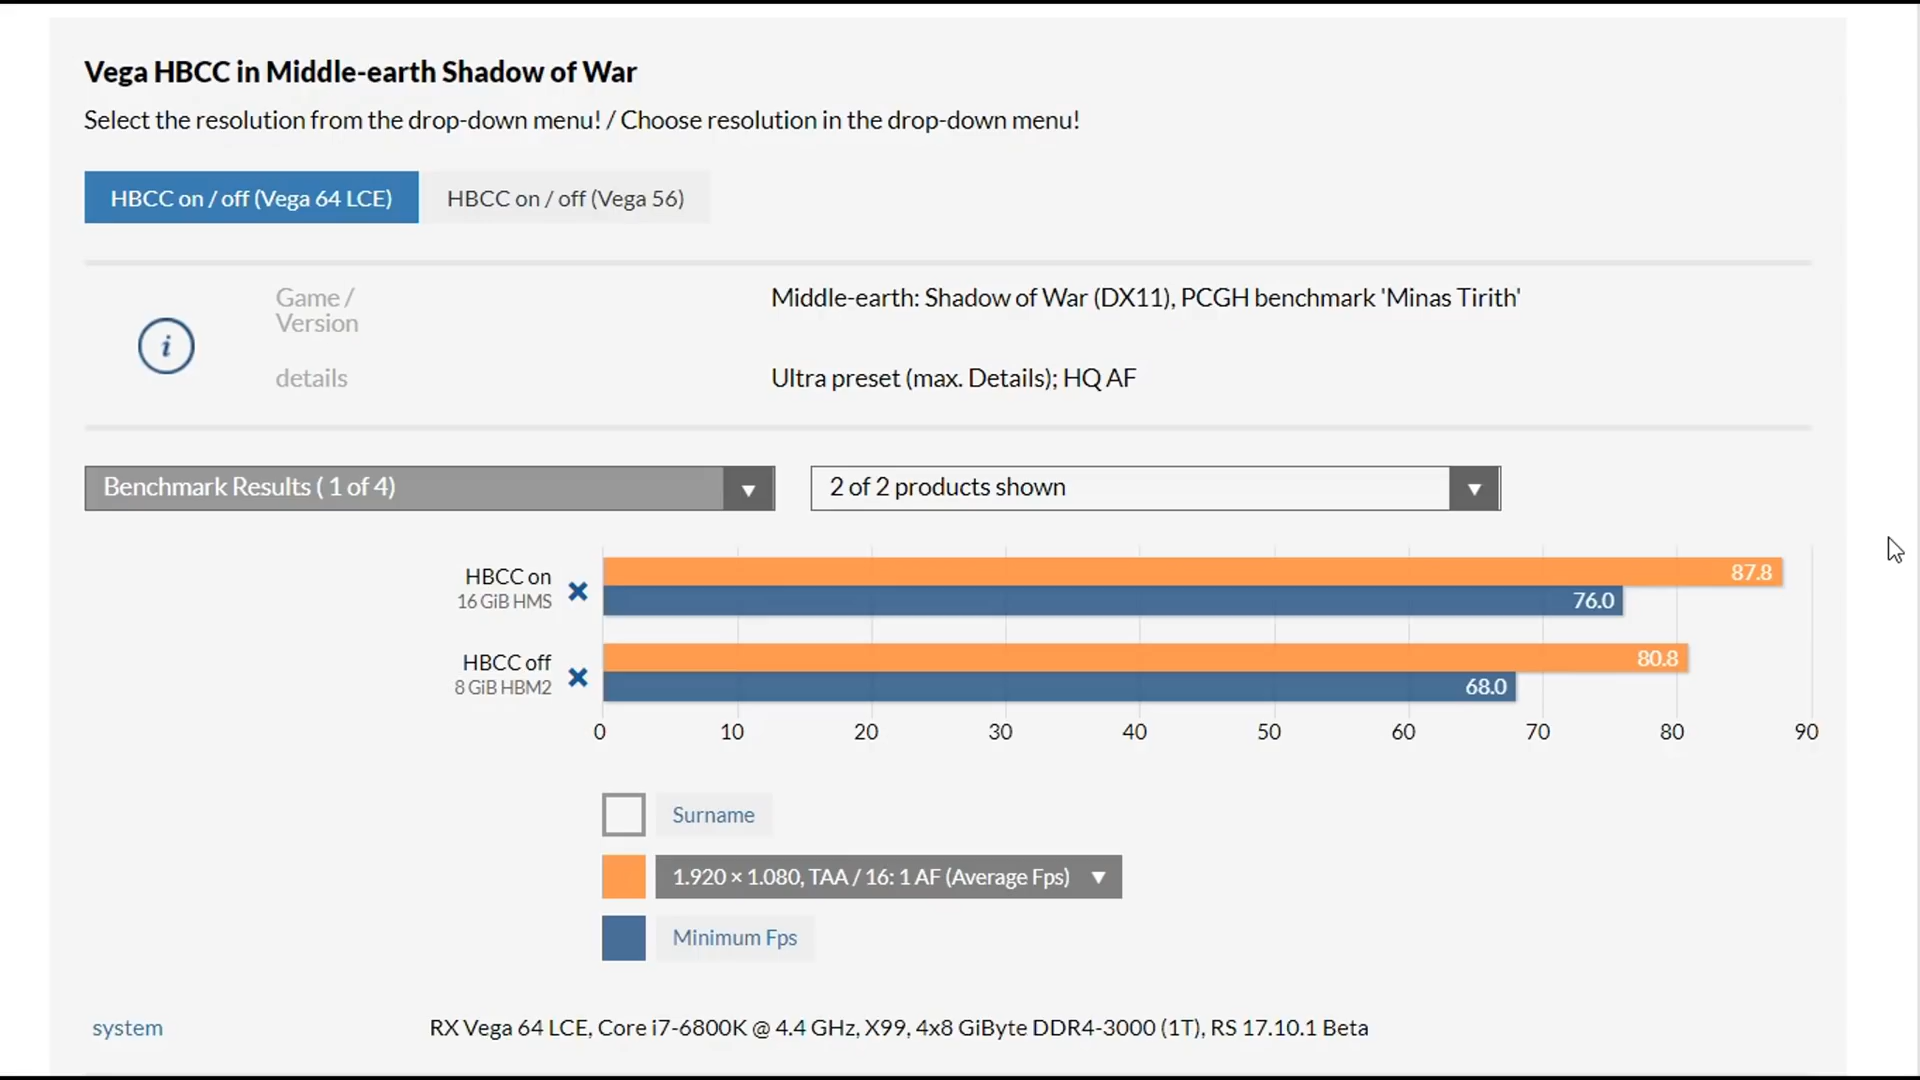 Vega HBCC in Middle-earth Shadow of War
Select the resolution from the drop-down menu! / Choose resolution in the drop-down menu!
HBCC on / off (Vega 64 LCE) HBCC on / off (Vega 56)
i
Game /
Version
Middle-earth: Shadow of War (DX11), PCGH benchmark 'Minas Tirith'
details
Ultra preset (max. Details); HQ AF
Benchmark Results ( 1 of 4)
2 of 2 products shown
HBCC on
16 GiB HMS
87.8
76.0
HBCC off
8 GiB HBM2
80.8
68.0
0 10 20 30 40 50 60 70 80 90
Surname
1.920 × 1.080, TAA / 16: 1 AF (Average Fps)
Minimum Fps
system
RX Vega 64 LCE, Core i7-6800K @ 4.4 GHz, X99, 4x8 GiByte DDR4-3000 (1T), RS 17.10.1 Beta